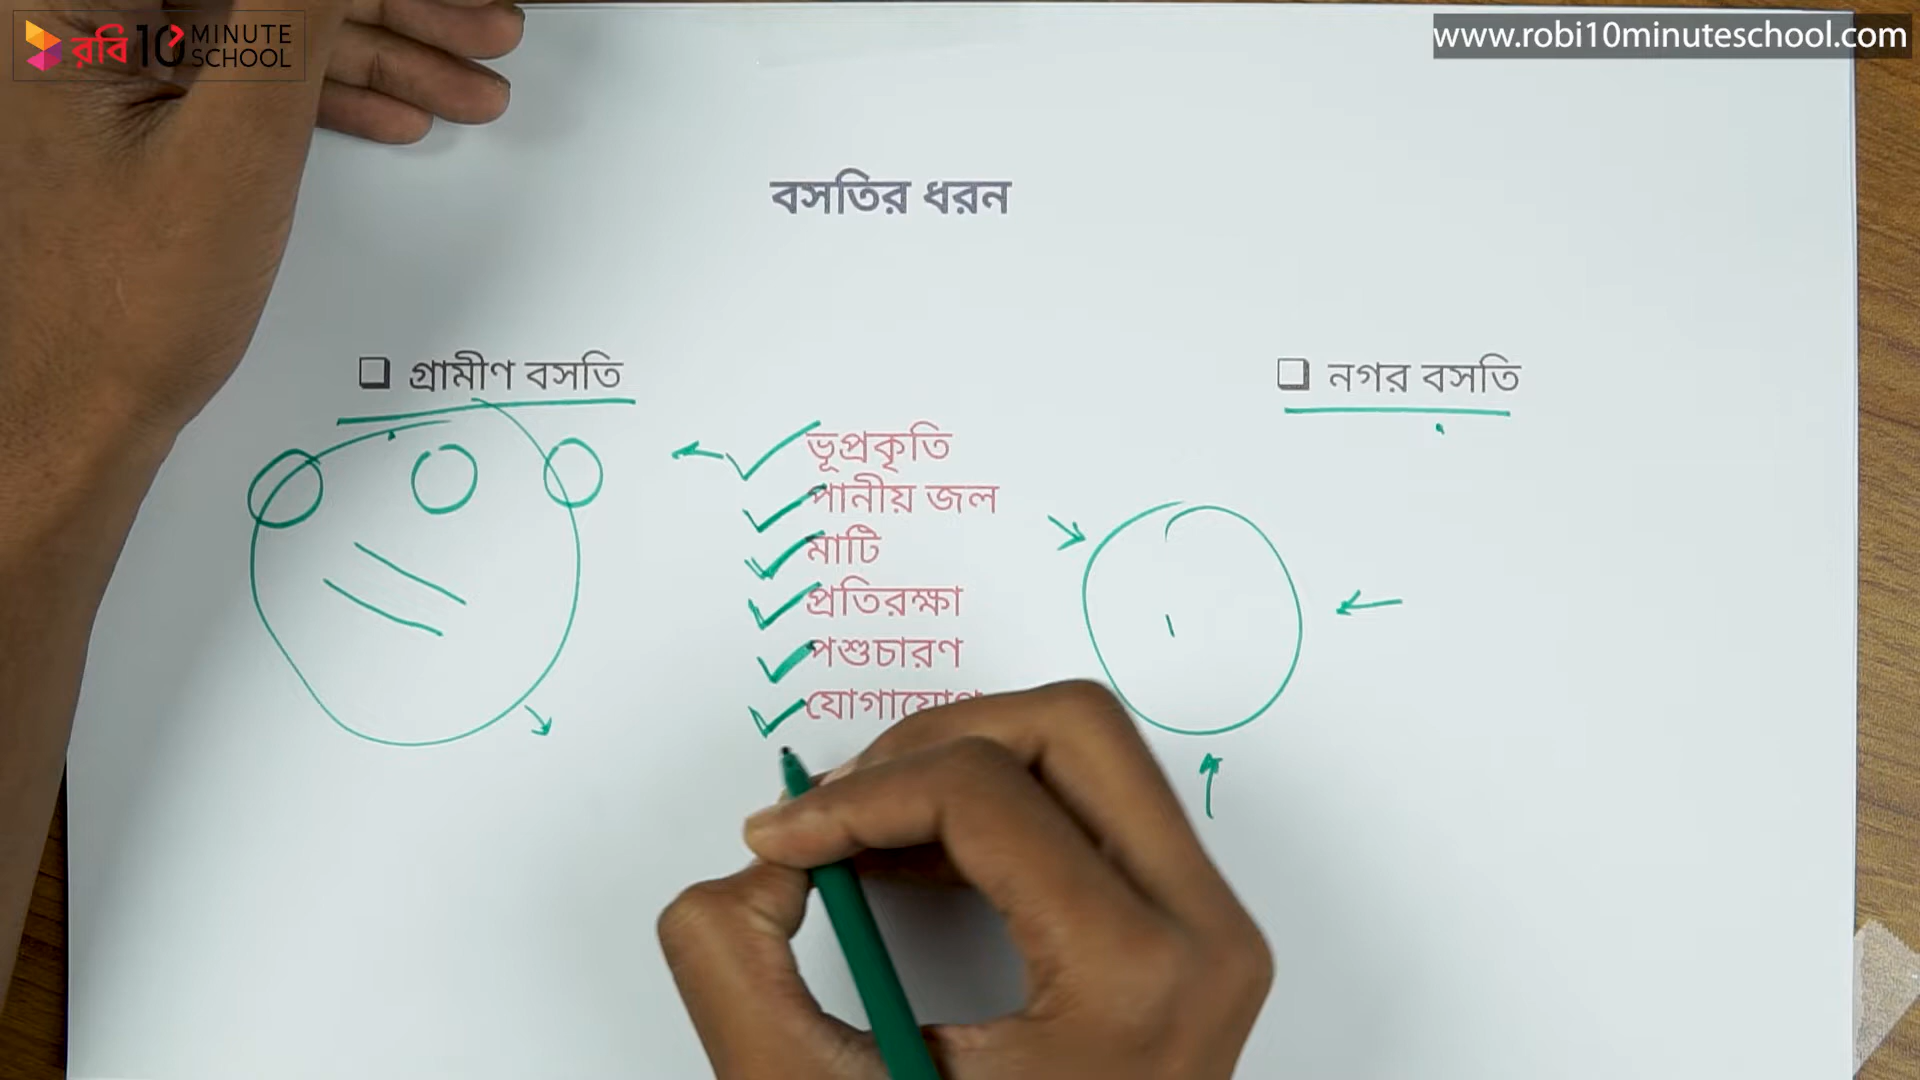 রবি 10 MINUTE SCHOOL
www.robi10minuteschool.com
বসতির ধরন
গ্রামীণ বসতি
নগর বসতি
ভূপ্রকৃতি
পানীয় জল
মাটি
প্রতিরক্ষা
পশুচারণ